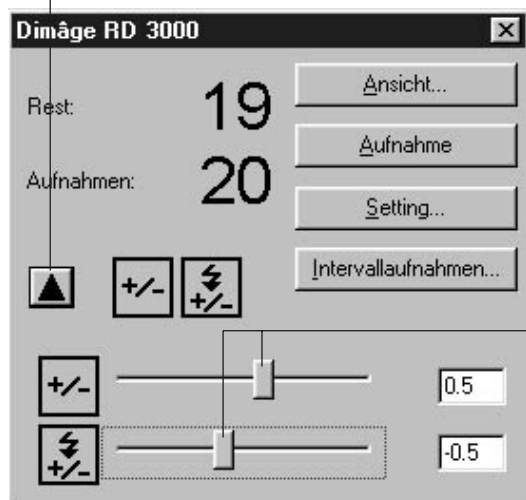 Dimâge RD 3000
Rest: 19
Ansicht...
Aufnahme
Aufnahmen: 20
Setting...
Intervallaufnahmen...
+/-
+/-
+/-
0.5
+/-
-0.5